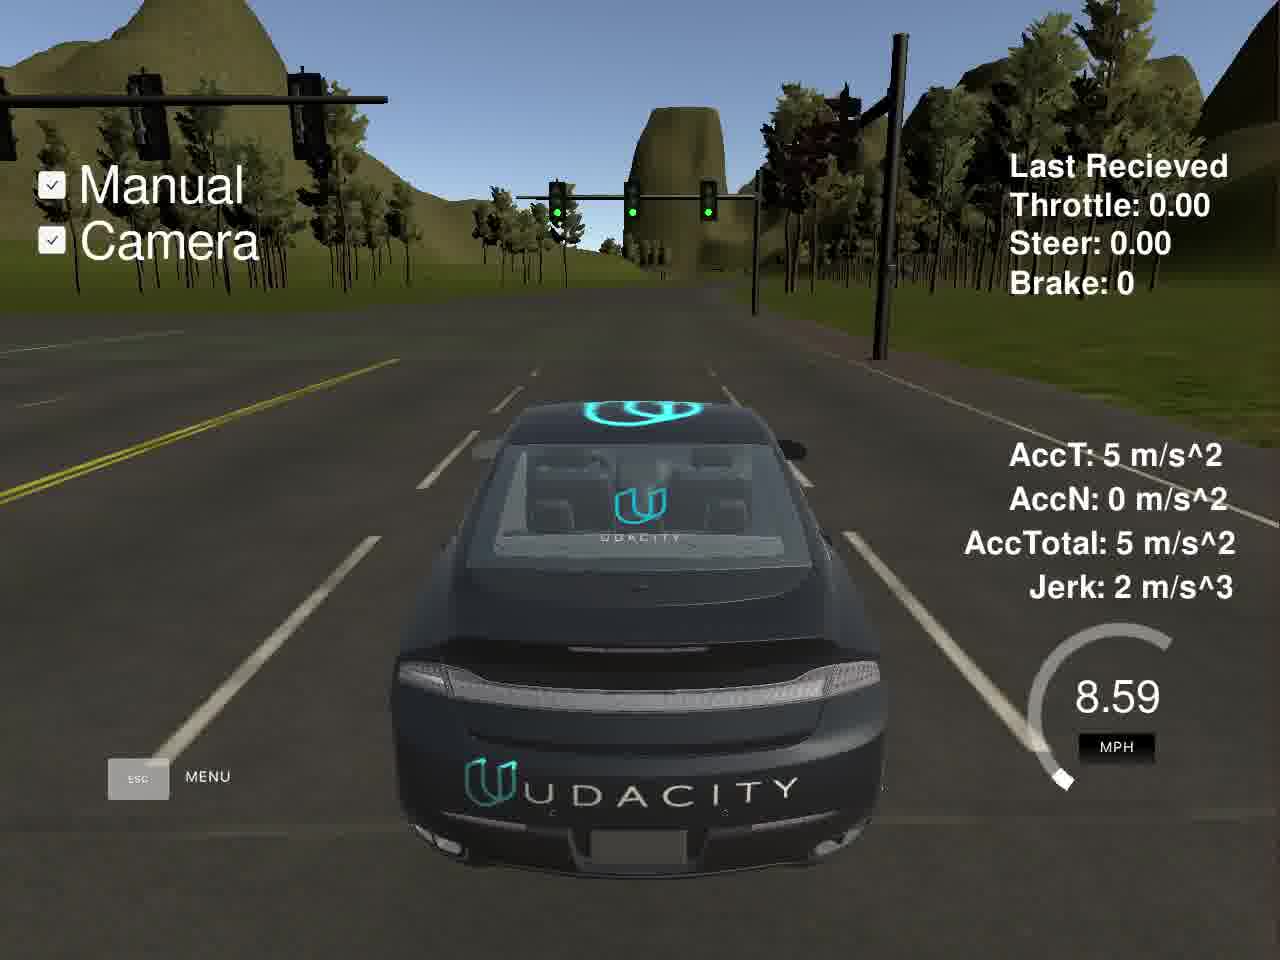 Manual
Camera
Last Recieved
Throttle: 0.00
Steer: 0.00
Brake: 0
AccT: 5 m/s^2
AccN: 0 m/s^2
AccTotal: 5 m/s^2
Jerk: 2 m/s^3
UDACITY
8.59
MPH
ESC
MENU
UDACITY